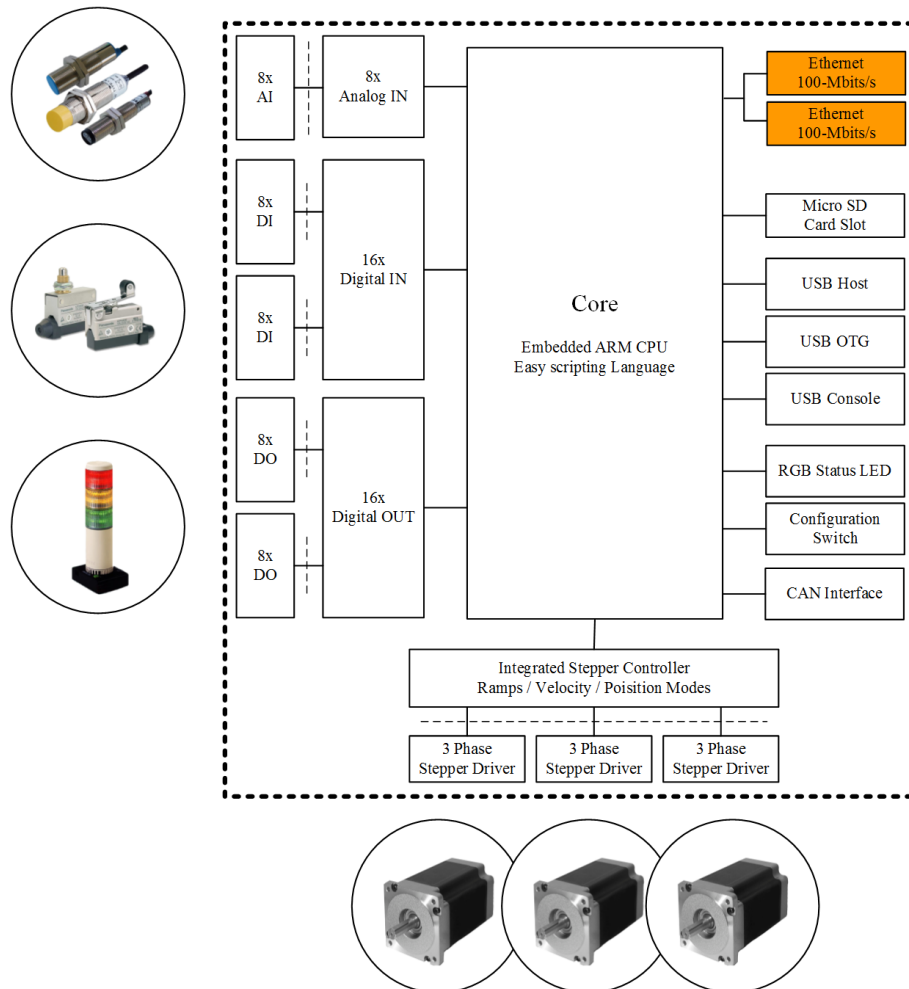 8x
AI
8x
Analog IN
8x
DI
8x
DI
16x
Digital IN
8x
DO
8x
DO
16x
Digital OUT
Core
Embedded ARM CPU
Easy scripting Language
Ethernet
100-Mbits/s
Ethernet
100-Mbits/s
Micro SD
Card Slot
USB Host
USB OTG
USB Console
RGB Status LED
Configuration
Switch
CAN Interface
Integrated Stepper Controller
Ramps / Velocity / Poisition Modes
3 Phase
Stepper Driver
3 Phase
Stepper Driver
3 Phase
Stepper Driver